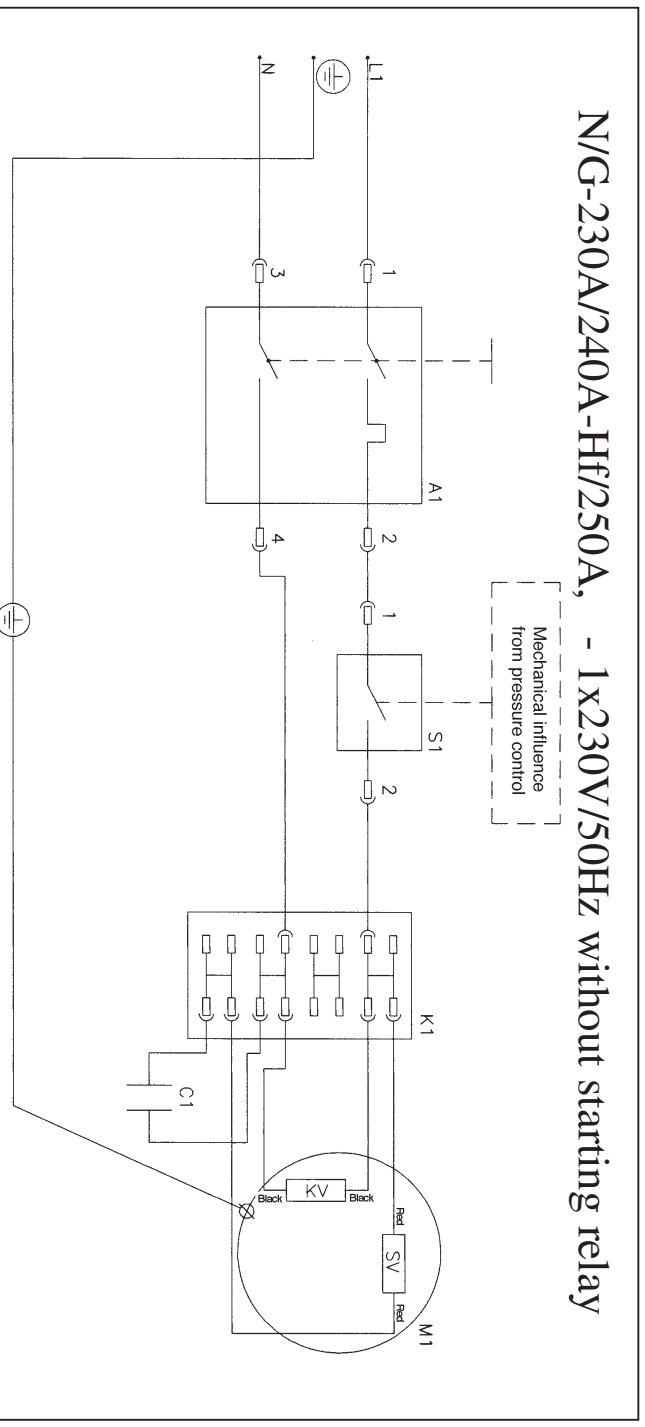 N/G-230A/240A-Hf/250A, - 1x230V/50Hz without starting relay
Mechanical influence
from pressure control
L1
N
1
3
A1
2
4
1
S1
2
K1
C1
KV
Black
Black
Red
SV
Red
M1